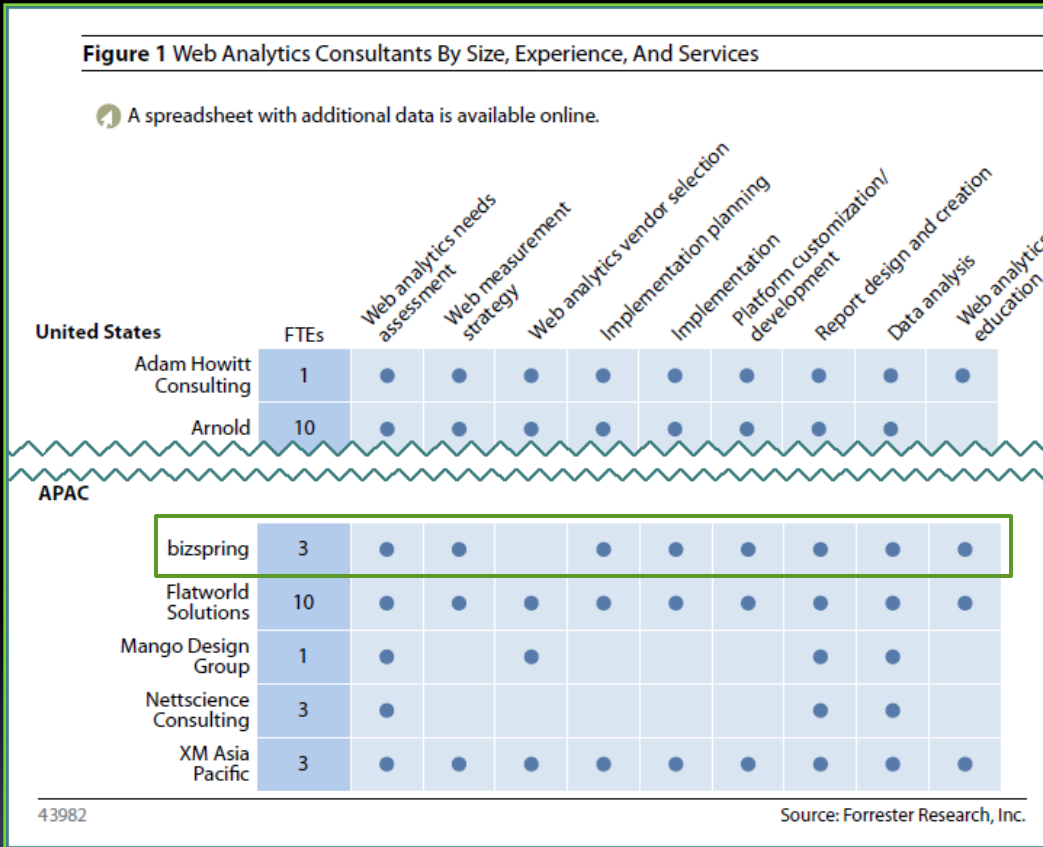 Figure 1 Web Analytics Consultants By Size, Experience, And Services
A spreadsheet with additional data is available online.
United States
FTEs
Web analytics needs
assessment
Web measurement
strategy
Web analytics vendor selection
Implementation planning
Implementation
Platform customization/
development
Report design and creation
Data analysis
Web analytics
education
Adam Howitt
Consulting
1
Arnold
10
APAC
bizspring
3
Flatworld
Solutions
10
Mango Design
Group
1
Nettscience
Consulting
3
XM Asia
Pacific
3
43982
Source: Forrester Research, Inc.